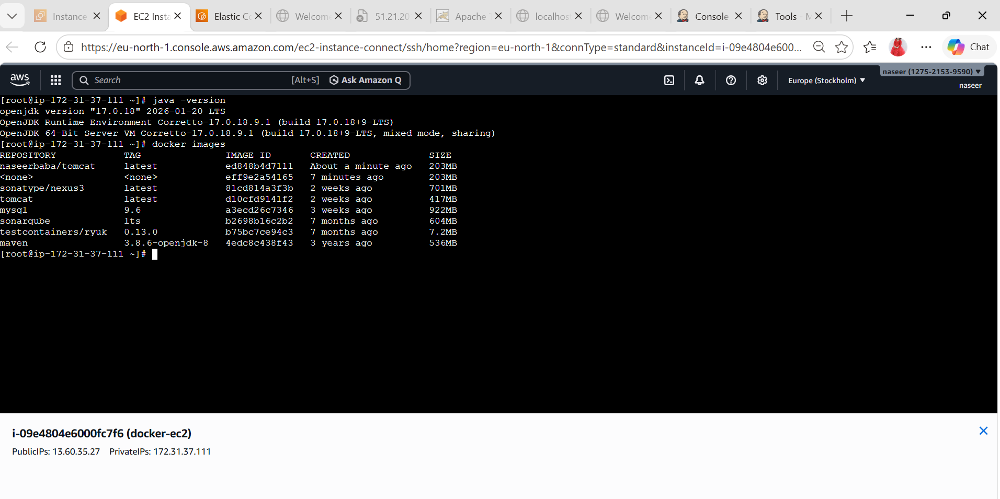 Instance
EC2 Insta
Elastic Co
Welcome
51.21.20
Apache
localhos
Welcome
Console
Tools - M
https://eu-north-1.console.aws.amazon.com/ec2-instance-connect/ssh/home?region=eu-north-1&connType=standard&instanceId=i-09e4804e600...
Chat
aws
Search
[Alt+S]
Ask Amazon Q
Europe (Stockholm)
naseer (1275-2153-9590)
naseer
[root@ip-172-31-37-111 ~]# java -version
openjdk version "17.0.18" 2026-01-20 LTS
OpenJDK Runtime Environment Corretto-17.0.18.9.1 (build 17.0.18+9-LTS)
OpenJDK 64-Bit Server VM Corretto-17.0.18.9.1 (build 17.0.18+9-LTS, mixed mode, sharing)
[root@ip-172-31-37-111 ~]# docker images
REPOSITORY TAG IMAGE ID CREATED SIZE
naseerbaba/tomcat latest ed848b4d7111 About a minute ago 203MB
<none> <none> eff9e2a54165 7 minutes ago 203MB
sonatype/nexus3 latest 81cd814a3f3b 2 weeks ago 701MB
tomcat latest d10cfd9141f2 2 weeks ago 417MB
mysql 9.6 a3ecd26c7346 3 weeks ago 922MB
sonarqube lts b2698b16c2b2 7 months ago 604MB
testcontainers/ryuk 0.13.0 b75bc7ce94c3 7 months ago 7.2MB
maven 3.8.6-openjdk-8 4edc8c438f43 3 years ago 536MB
[root@ip-172-31-37-111 ~]#
i-09e4804e6000fc7f6 (docker-ec2)
PublicIPs: 13.60.35.27 PrivateIPs: 172.31.37.111